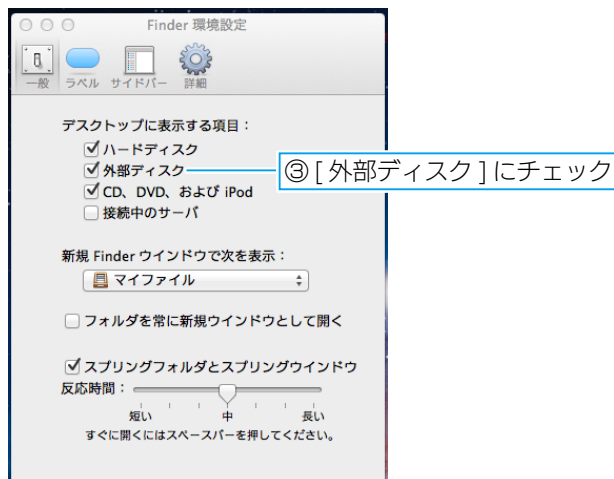 Finder 環境設定
一般 ラベル サイドバー 詳細
デスクトップに表示する項目：
ハードディスク
外部ディスク
③ [ 外部ディスク ] にチェック
CD、DVD、および iPod
接続中のサーバ
新規 Finder ウインドウで次を表示：
マイファイル
フォルダを常に新規ウインドウとして開く
スプリングフォルダとスプリングウインドウ
反応時間：
短い 中 長い
すぐに開くにはスペースバーを押してください。